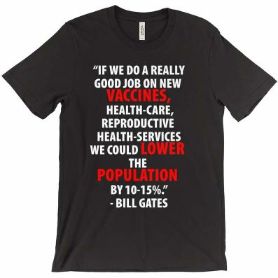 “IF WE DO A REALLY
GOOD JOB ON NEW
VACCINES,
HEALTH-CARE,
REPRODUCTIVE
HEALTH-SERVICES
WE COULD LOWER
THE
POPULATION
BY 10-15%.”
- BILL GATES